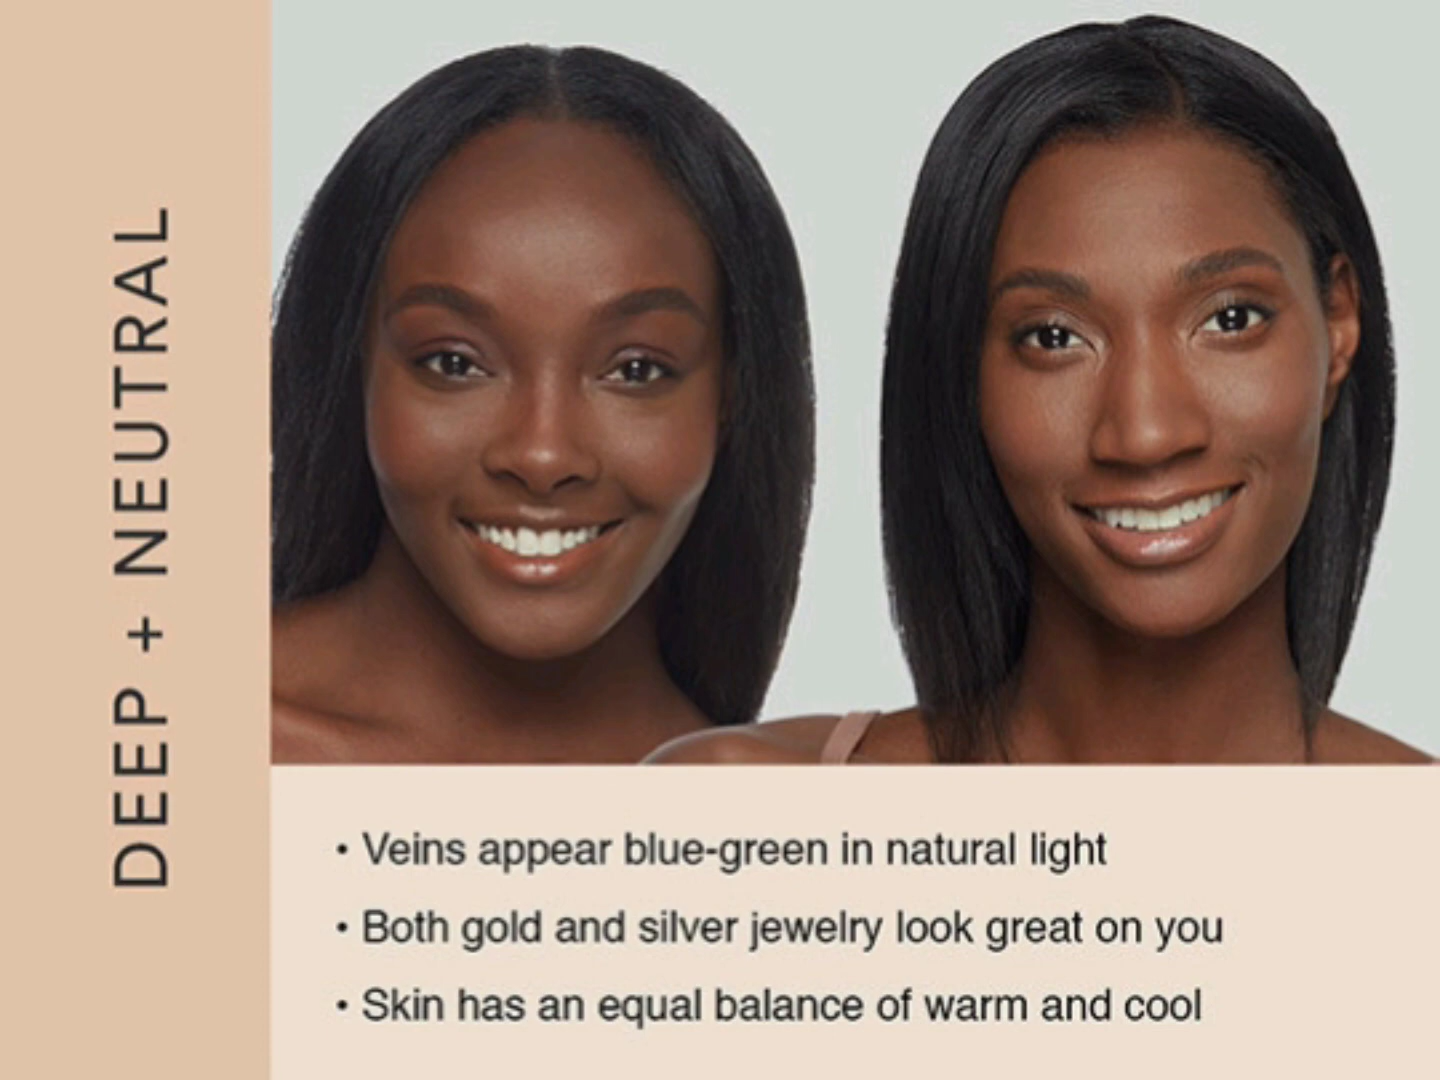 DEEP + NEUTRAL
• Veins appear blue-green in natural light
• Both gold and silver jewelry look great on you
• Skin has an equal balance of warm and cool